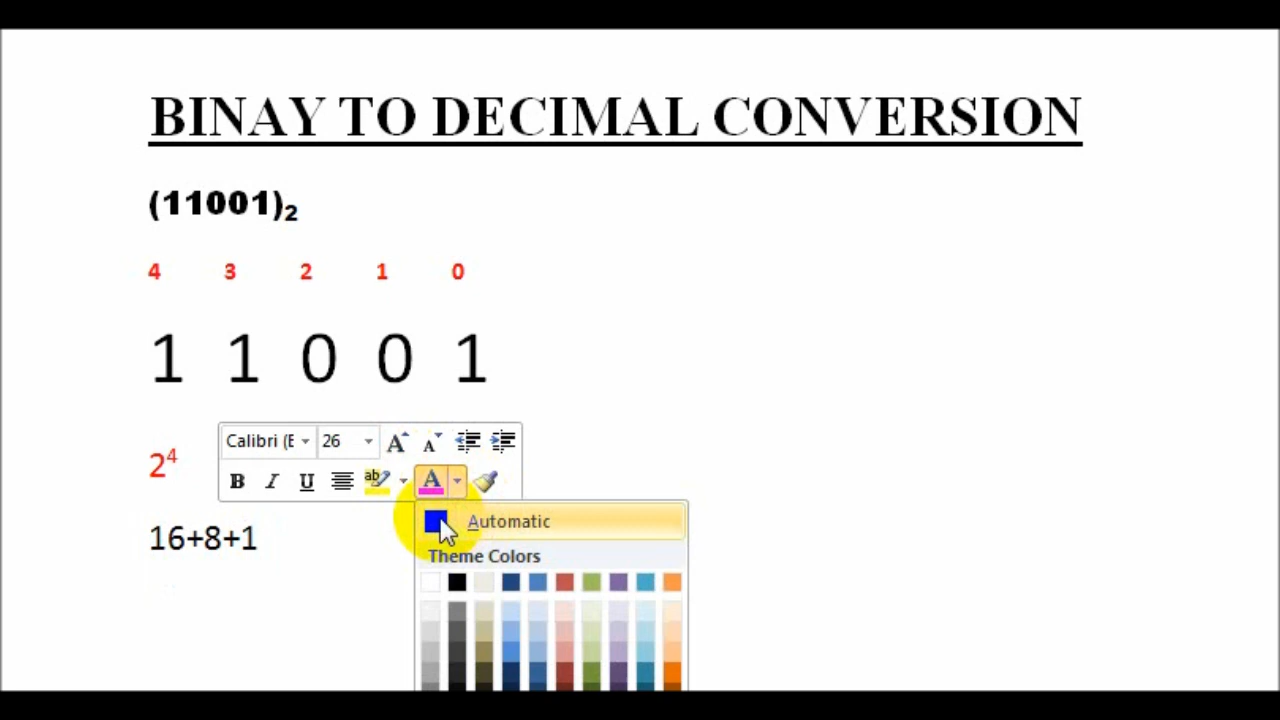 BINAY TO DECIMAL CONVERSION
(11001)₂
4 3 2 1 0
1 1 0 0 1
Calibri (E 26 A A
2⁴
B I U ab A
16+8+1
Automatic
Theme Colors